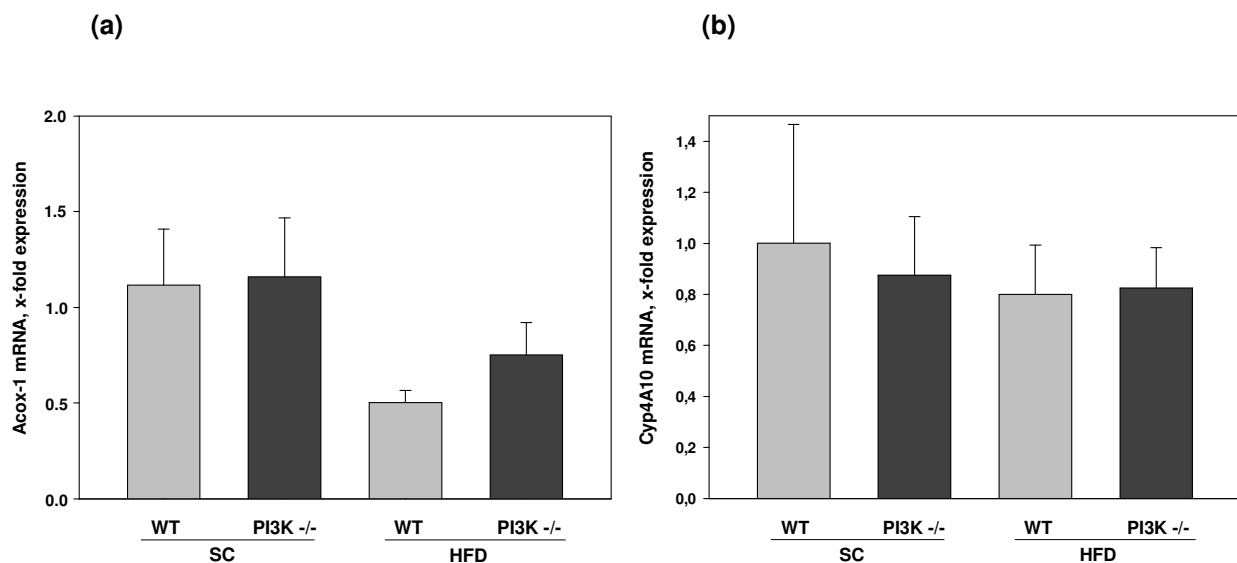 (a)
Acox-1 mRNA, x-fold expression
2.0
1.5
1.0
0.5
0.0
WT PI3K -/- WT PI3K -/-
SC HFD
(b)
Cyp4A10 mRNA, x-fold expression
1,4
1,2
1,0
0,8
0,6
0,4
0,2
0,0
WT PI3K -/- WT PI3K -/-
SC HFD